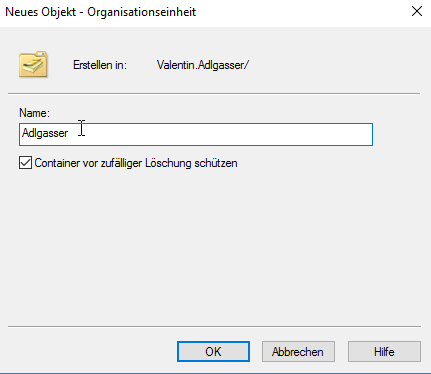 Neues Objekt - Organisationseinheit
Erstellen in: Valentin.Adlgasser/
Name:
Adlgasser
Container vor zufälliger Löschung schützen
OK Abbrechen Hilfe